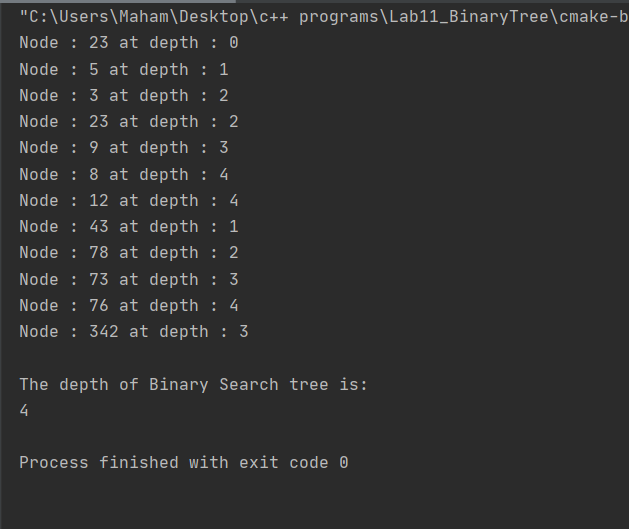 "C:\Users\Maham\Desktop\c++ programs\Lab11_BinaryTree\cmake-b
Node : 23 at depth : 0
Node : 5 at depth : 1
Node : 3 at depth : 2
Node : 23 at depth : 2
Node : 9 at depth : 3
Node : 8 at depth : 4
Node : 12 at depth : 4
Node : 43 at depth : 1
Node : 78 at depth : 2
Node : 73 at depth : 3
Node : 76 at depth : 4
Node : 342 at depth : 3
The depth of Binary Search tree is:
4
Process finished with exit code 0